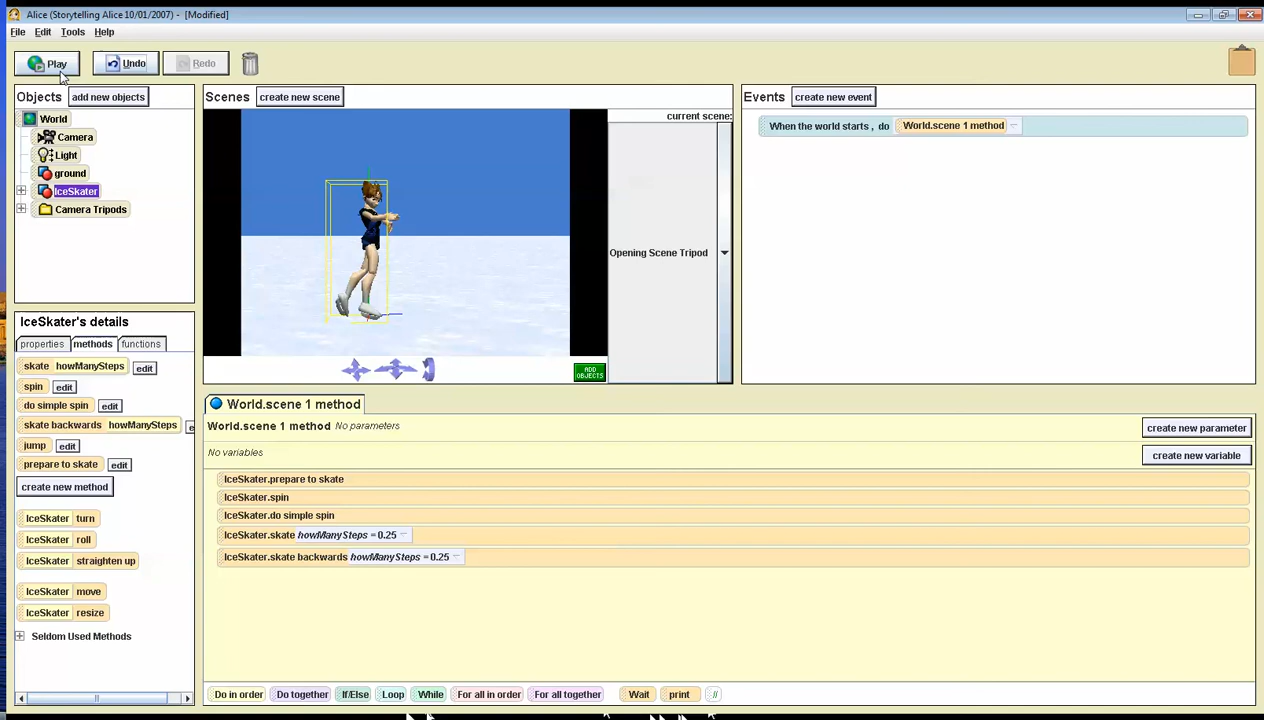 Alice (Storytelling Alice 10/01/2007) - [Modified]
File Edit Tools Help
Play Undo Redo
Objects add new objects
World
Camera
Light
ground
IceSkater
Camera Tripods
Scenes create new scene
current scene:
Opening Scene Tripod
ADD
OBJECTS
Events create new event
When the world starts , do World.scene 1 method
IceSkater's details
properties methods functions
skate howManySteps edit
spin edit
do simple spin edit
skate backwards howManySteps e
jump edit
prepare to skate edit
create new method
IceSkater turn
IceSkater roll
IceSkater straighten up
IceSkater move
IceSkater resize
Seldom Used Methods
World.scene 1 method
World.scene 1 method No parameters create new parameter
No variables create new variable
IceSkater.prepare to skate
IceSkater.spin
IceSkater.do simple spin
IceSkater.skate howManySteps = 0.25
IceSkater.skate backwards howManySteps = 0.25
Do in order Do together If/Else Loop While For all in order For all together Wait print //